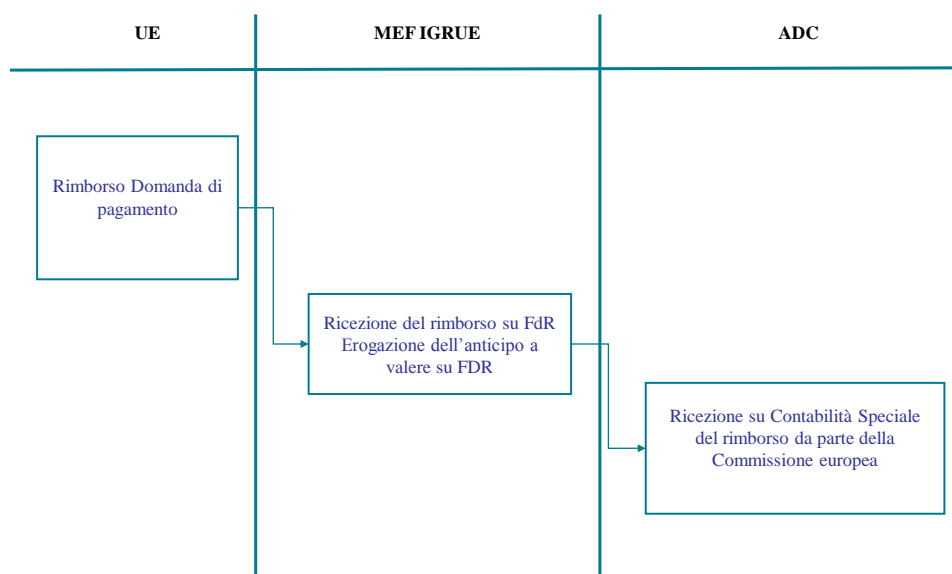 UE
MEF IGRUE
ADC
Rimborso Domanda di
pagamento
Ricezione del rimborso su FdR
Erogazione dell'anticipo a
valere su FDR
Ricezione su Contabilità Speciale
del rimborso da parte della
Commissione europea